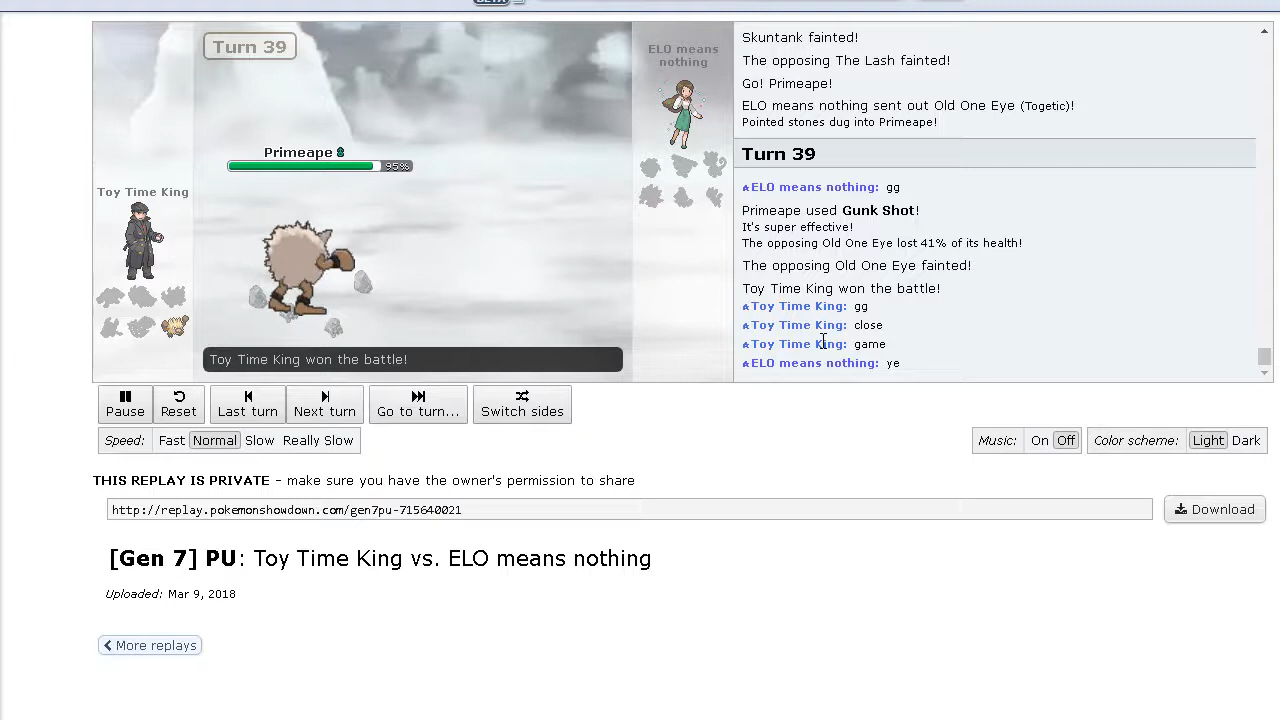 BETA
Turn 39
ELO means
nothing
Primeape
95%
Toy Time King
Toy Time King won the battle!
Skuntank fainted!
The opposing The Lash fainted!
Go! Primeape!
ELO means nothing sent out Old One Eye (Togetic)!
Pointed stones dug into Primeape!
Turn 39
ELO means nothing: gg
Primeape used Gunk Shot!
It's super effective!
The opposing Old One Eye lost 41% of its health!
The opposing Old One Eye fainted!
Toy Time King won the battle!
Toy Time King: gg
Toy Time King: close
Toy Time King: game
ELO means nothing: ye
Pause Reset Last turn Next turn Go to turn... Switch sides
Speed: Fast Normal Slow Really Slow
Music: On Off Color scheme: Light Dark
THIS REPLAY IS PRIVATE - make sure you have the owner's permission to share
http://replay.pokemonshowdown.com/gen7pu-715640021
Download
[Gen 7] PU: Toy Time King vs. ELO means nothing
Uploaded: Mar 9, 2018
More replays